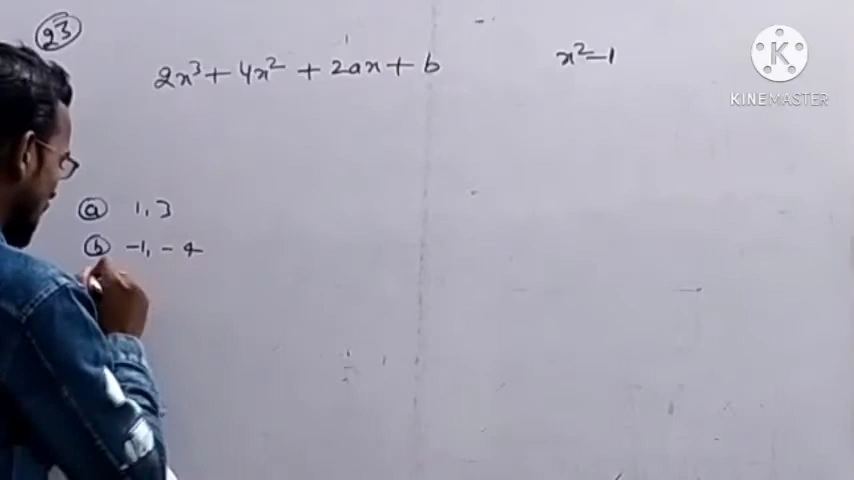 23
2x³ + 4x² + 2ax + b x² - 1
a 1, 3
b -1, - 4
KINEMASTER